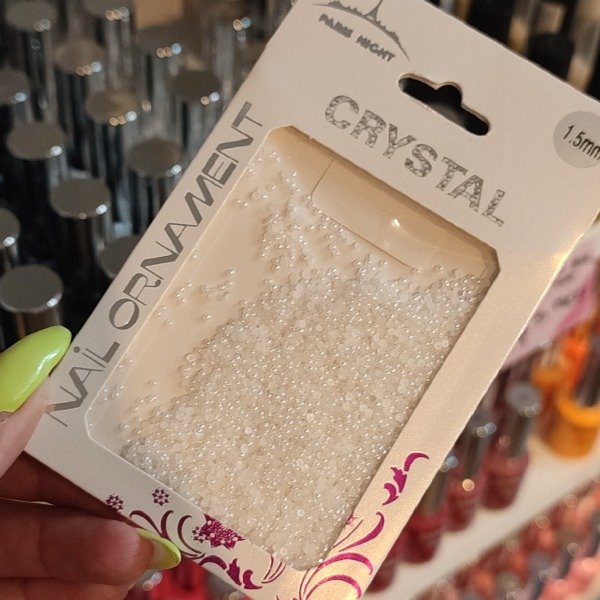 PARIS NIGHT
CRYSTAL
1.5mm
NAIL ORNAMENT